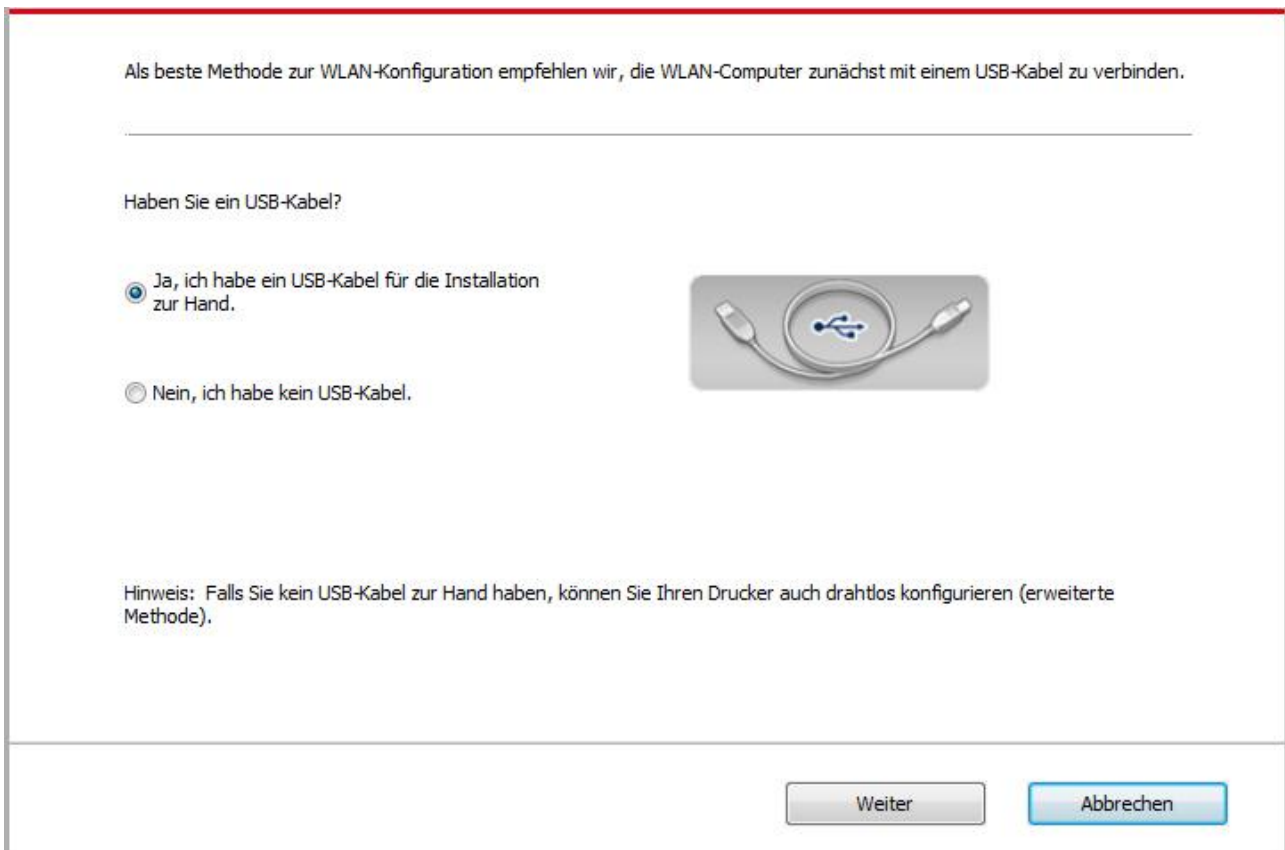 Als beste Methode zur WLAN-Konfiguration empfehlen wir, die WLAN-Computer zunächst mit einem USB-Kabel zu verbinden.
Haben Sie ein USB-Kabel?
Ja, ich habe ein USB-Kabel für die Installation
zur Hand.
Nein, ich habe kein USB-Kabel.
Hinweis: Falls Sie kein USB-Kabel zur Hand haben, können Sie Ihren Drucker auch drahtlos konfigurieren (erweiterte
Methode).
Weiter
Abbrechen